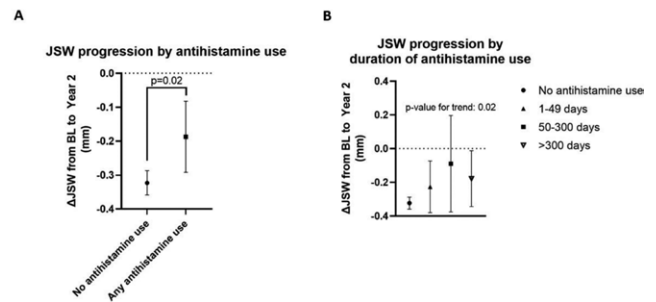 A
JSW progression by antihistamine use
ΔJSW from BL to Year 2
(mm)
0.0
-0.1
-0.2
-0.3
-0.4
p=0.02
No antihistamine use
Any antihistamine use
B
JSW progression by
duration of antihistamine use
ΔJSW from BL to Year 2
(mm)
0.4
0.2
0.0
-0.2
-0.4
p-value for trend: 0.02
No antihistamine use
1-49 days
50-300 days
>300 days